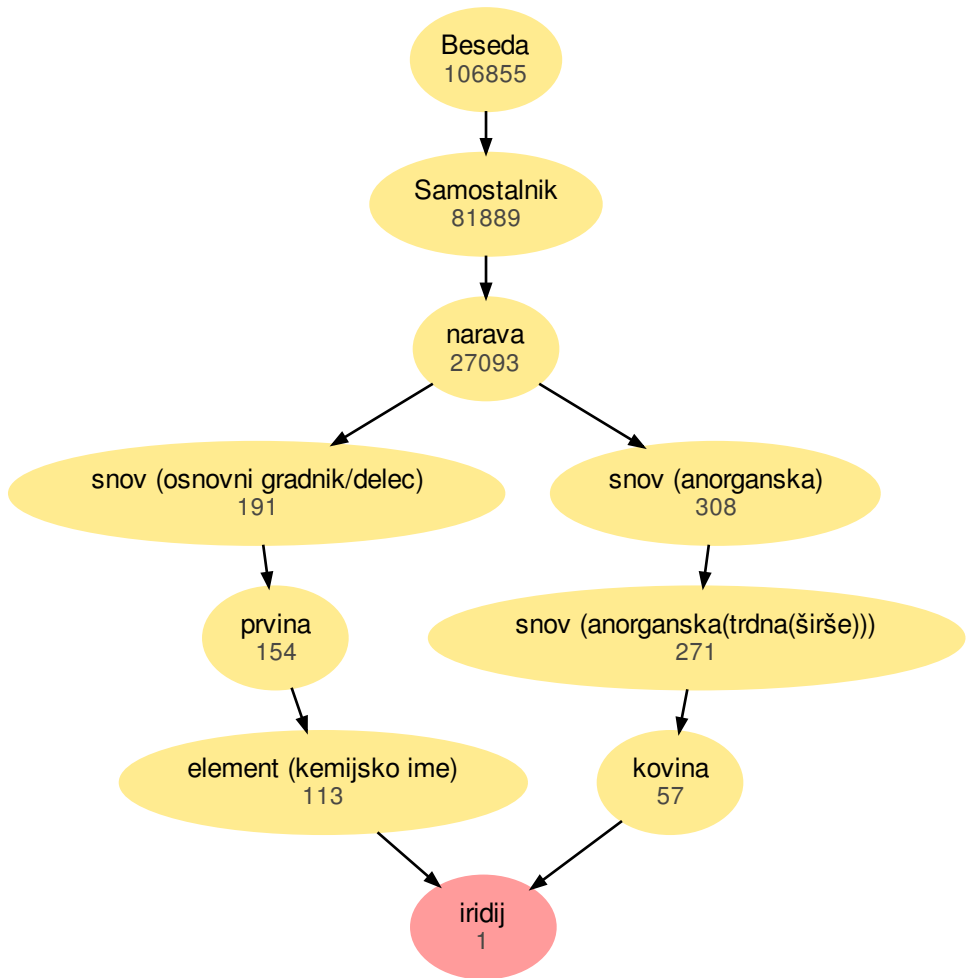 Beseda
106855
Samostalnik
81889
narava
27093
snov (osnovni gradnik/delec)
191
snov (anorganska)
308
prvina
154
snov (anorganska(trdna(širše)))
271
element (kemijsko ime)
113
kovina
57
iridij
1